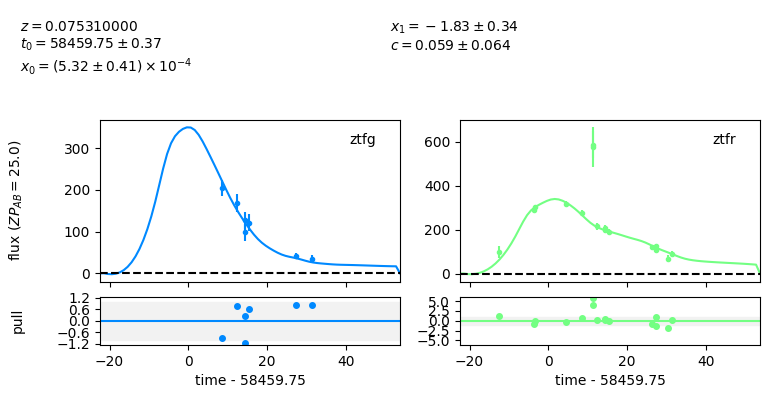 z = 0.075310000
t₀ = 58459.75 ± 0.37
x₀ = (5.32 ± 0.41) × 10⁻⁴
x₁ = −1.83 ± 0.34
c = 0.059 ± 0.064
flux (ZP_AB = 25.0)
ztfg
300
200
100
0
ztfr
600
400
200
0
pull
1.2
0.6
0.0
−0.6
−1.2
−20
0
20
40
time - 58459.75
5.0
2.5
0.0
−2.5
−5.0
−20
0
20
40
time - 58459.75